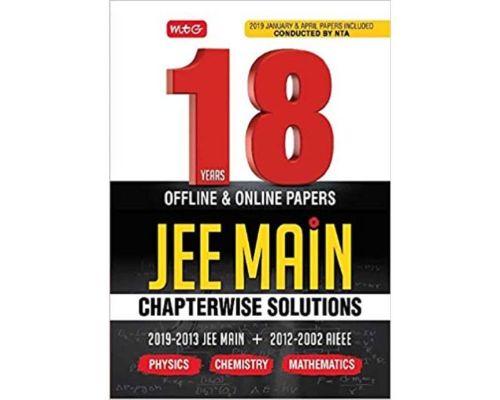 mtG
2019 JANUARY & APRIL PAPERS INCLUDED
CONDUCTED BY NTA
18
YEARS
OFFLINE & ONLINE PAPERS
JEE MAIN
CHAPTERWISE SOLUTIONS
2019-2013 JEE MAIN + 2012-2002 AIEEE
PHYSICS CHEMISTRY MATHEMATICS